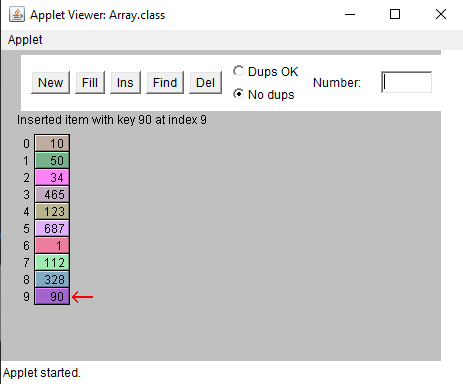 Applet Viewer: Array.class
Applet
New Fill Ins Find Del Dups OK No dups Number:
Inserted item with key 90 at index 9
0 10
1 50
2 34
3 465
4 123
5 687
6 1
7 112
8 328
9 90
Applet started.